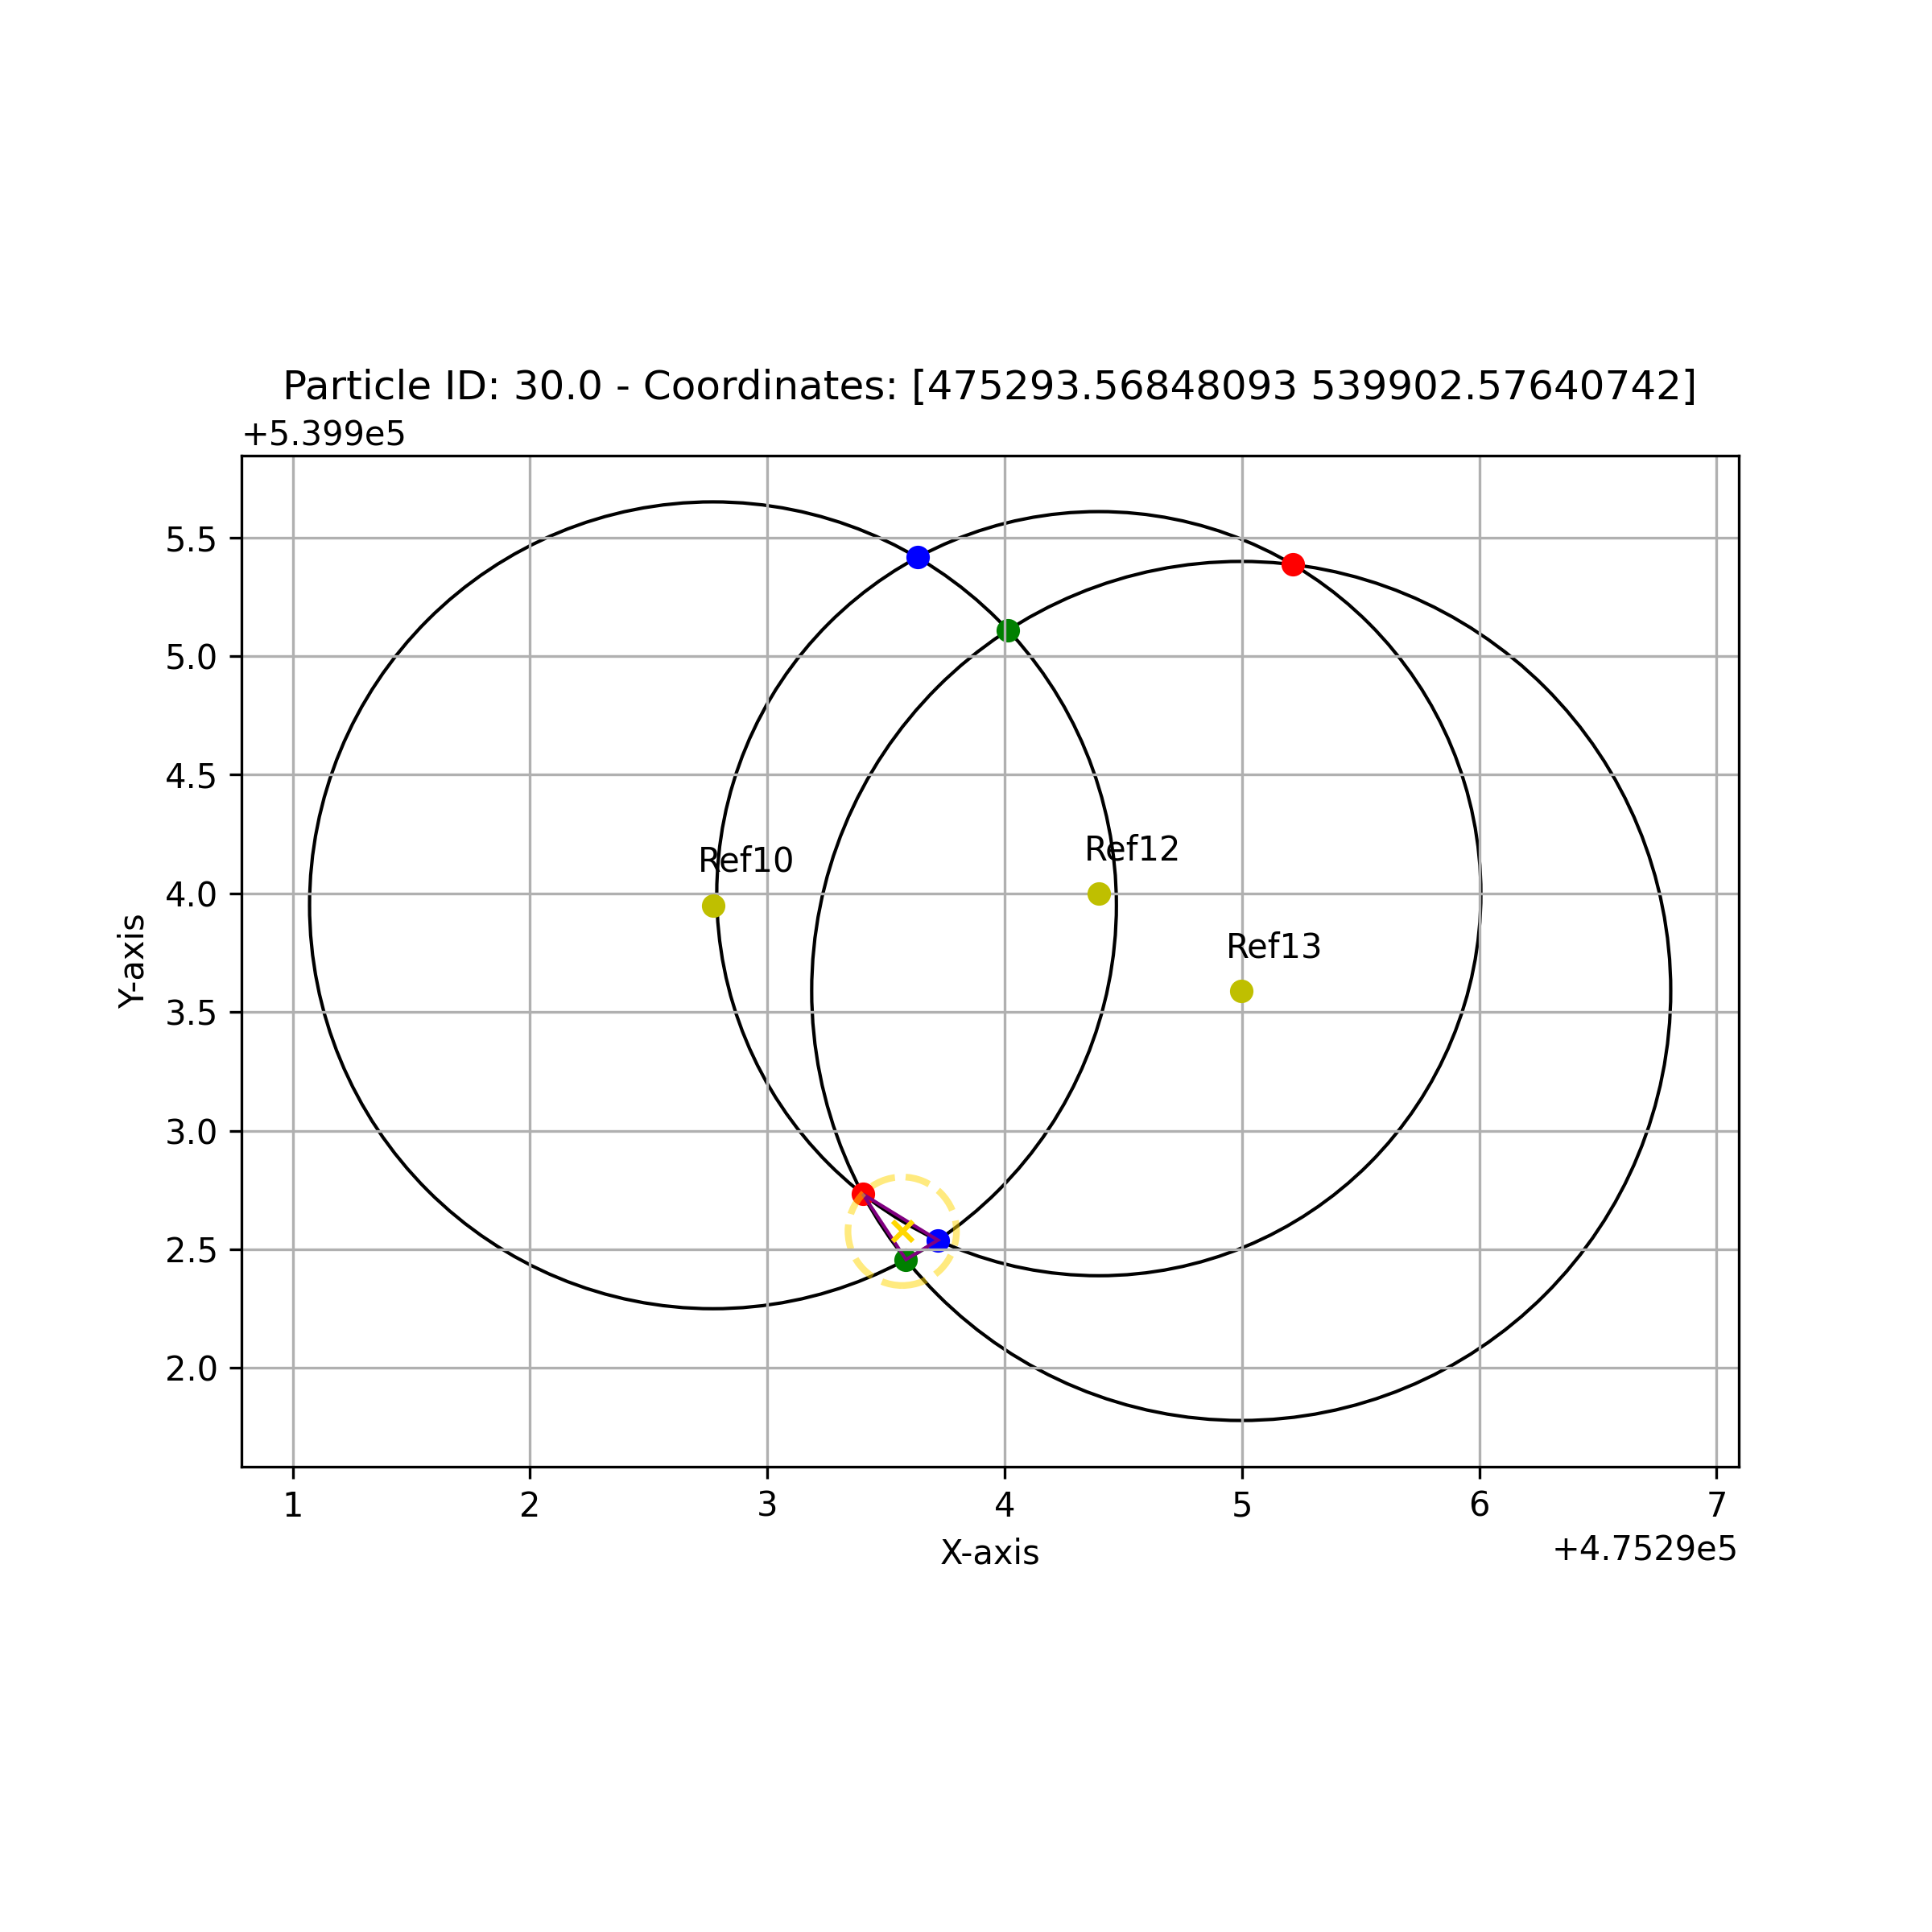 Particle ID: 30.0 - Coordinates: [475293.56848093 539902.57640742]
+5.399e5
5.5
5.0
4.5
4.0
3.5
3.0
2.5
2.0
Y-axis
Ref10
Ref12
Ref13
1 2 3 4 5 6 7
X-axis
+4.7529e5